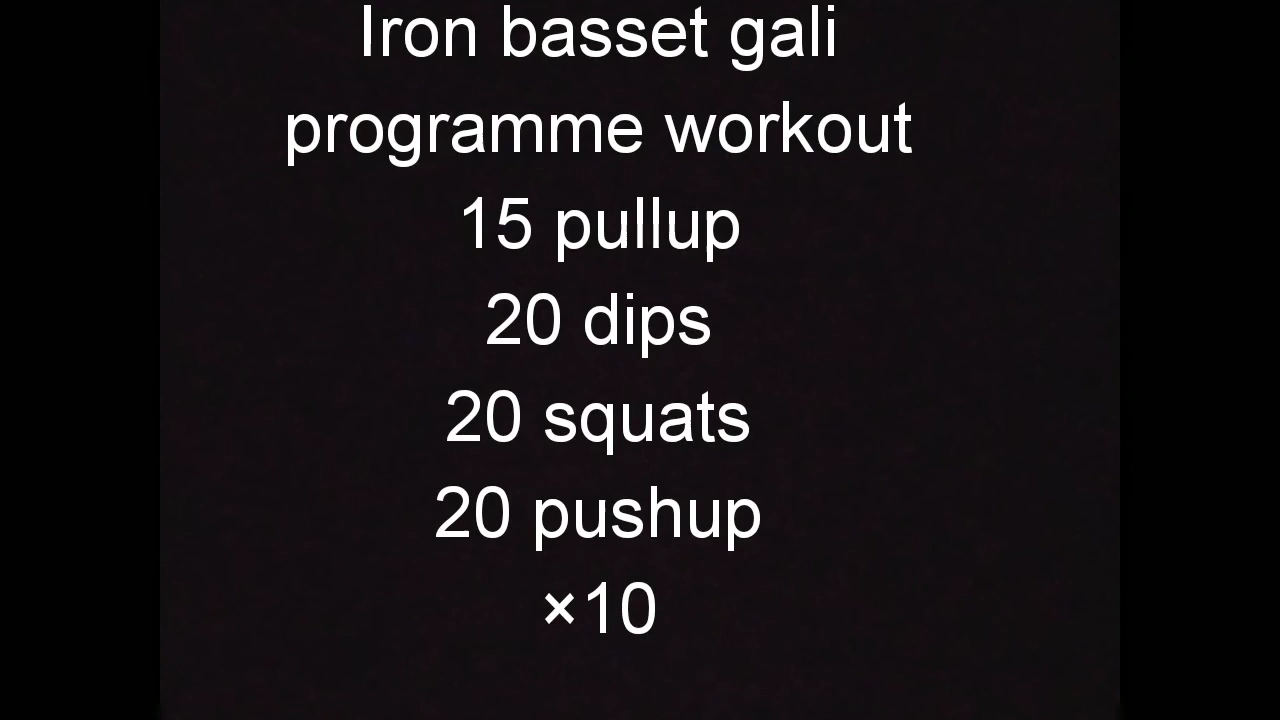 Iron basset gali
programme workout
15 pullup
20 dips
20 squats
20 pushup
×10